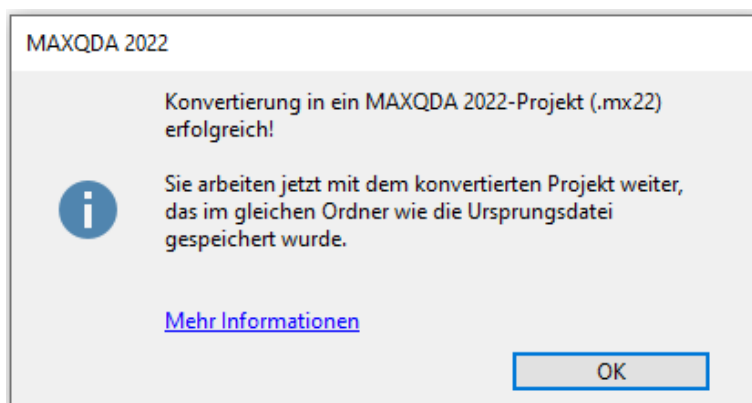 MAXQDA 2022
Konvertierung in ein MAXQDA 2022-Projekt (.mx22)
erfolgreich!
Sie arbeiten jetzt mit dem konvertierten Projekt weiter,
das im gleichen Ordner wie die Ursprungsdatei
gespeichert wurde.
Mehr Informationen
OK